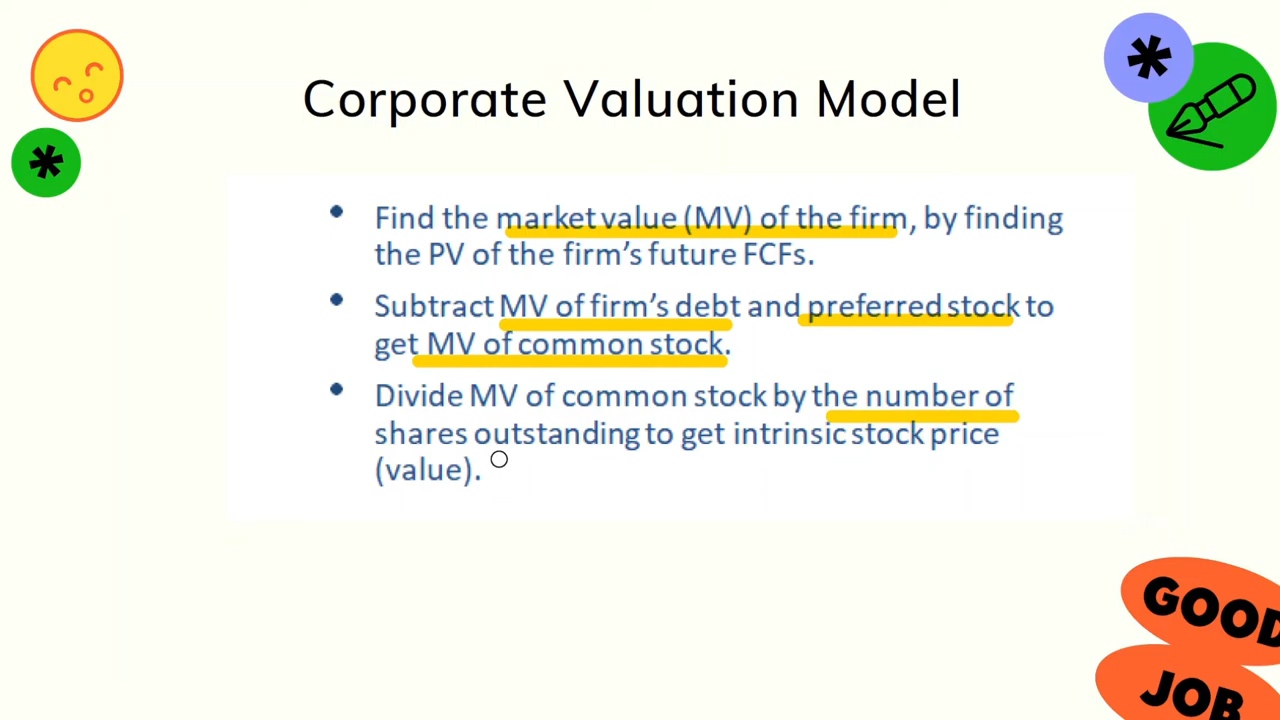 Corporate Valuation Model
• Find the market value (MV) of the firm, by finding
the PV of the firm's future FCFs.
• Subtract MV of firm's debt and preferred stock to
get MV of common stock.
• Divide MV of common stock by the number of
shares outstanding to get intrinsic stock price
(value).
GOOD
JOB